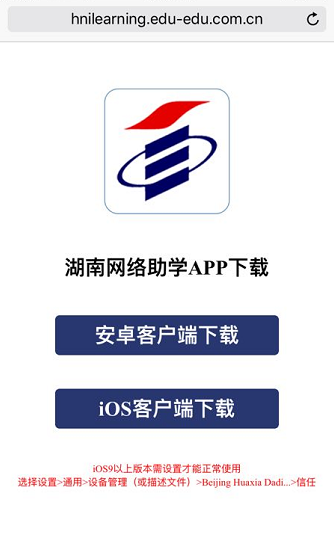 hnilearning.edu-edu.com.cn
湖南网络助学APP下载
安卓客户端下载
iOS客户端下载
iOS9以上版本需设置才能正常使用
选择设置>通用>设备管理（或描述文件）>Beijing Huaxia Dadi...>信任